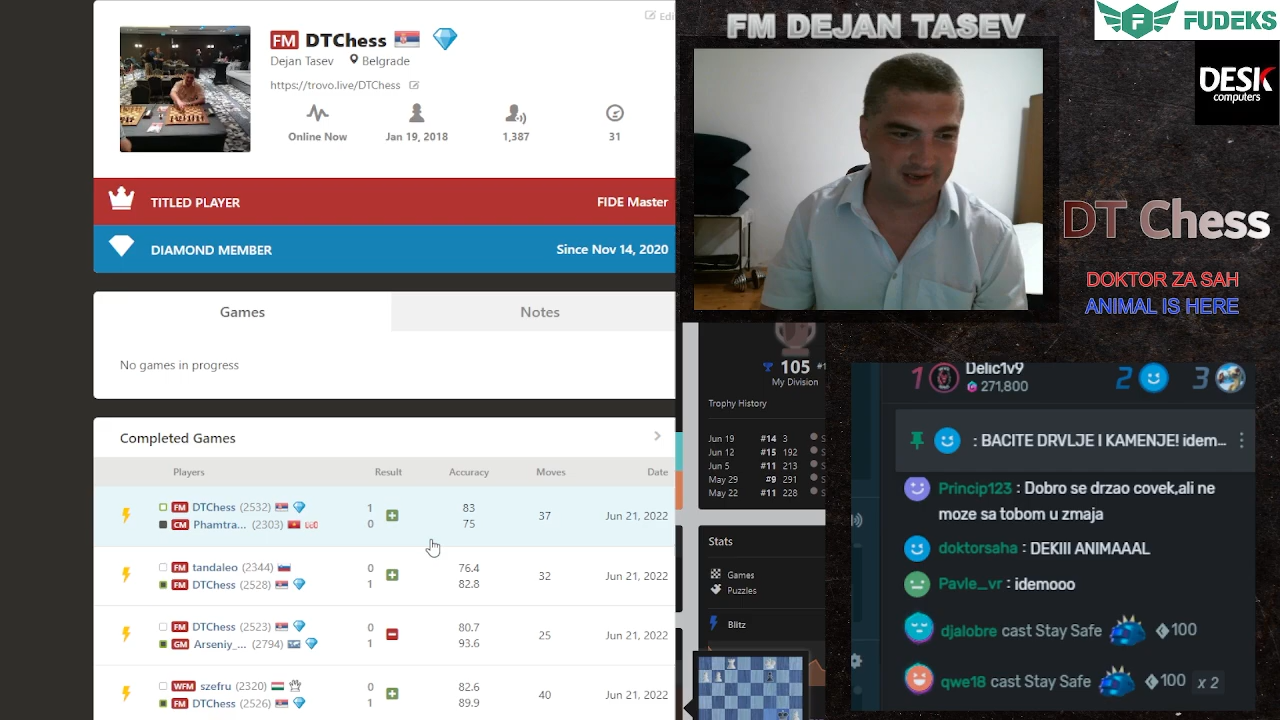 Edi
FM DTChess
Dejan Tasev Belgrade
https://trovo.live/DTChess
Online Now Jan 19, 2018 1,387 31
TITLED PLAYER FIDE Master
DIAMOND MEMBER Since Nov 14, 2020
Games Notes
No games in progress
Completed Games
Players Result Accuracy Moves Date
FM DTChess (2532) 1 83
CM Phamtra... (2303) 0 75
37 Jun 21, 2022
FM tandaleo (2344) 0 76.4
FM DTChess (2528) 1 82.8
32 Jun 21, 2022
FM DTChess (2523) 0 80.7
GM Arseniy_... (2794) 1 93.6
25 Jun 21, 2022
WFM szefru (2320) 0 82.6
FM DTChess (2526) 1 89.9
40 Jun 21, 2022
FM DEJAN TASEV
FUDEKS
DESK
computers
DT Chess
DOKTOR ZA SAH
ANIMAL IS HERE
105 #1
My Division
Trophy History
Jun 19 #14 3 S
Jun 12 #15 192 S
Jun 5 #11 213 S
May 29 #9 291 S
May 22 #11 228 S
Stats
Games
Puzzles
Blitz
1 Delic1v9 2 3
271,800
: BACITE DRVLJE I KAMENJE! idem...
Princip123 : Dobro se drzao covek,ali ne
moze sa tobom u zmaja
doktorsaha : DEKIII ANIMAAAL
Pavle_vr : idemooo
djalobre cast Stay Safe 100
qwe18 cast Stay Safe 100 x 2